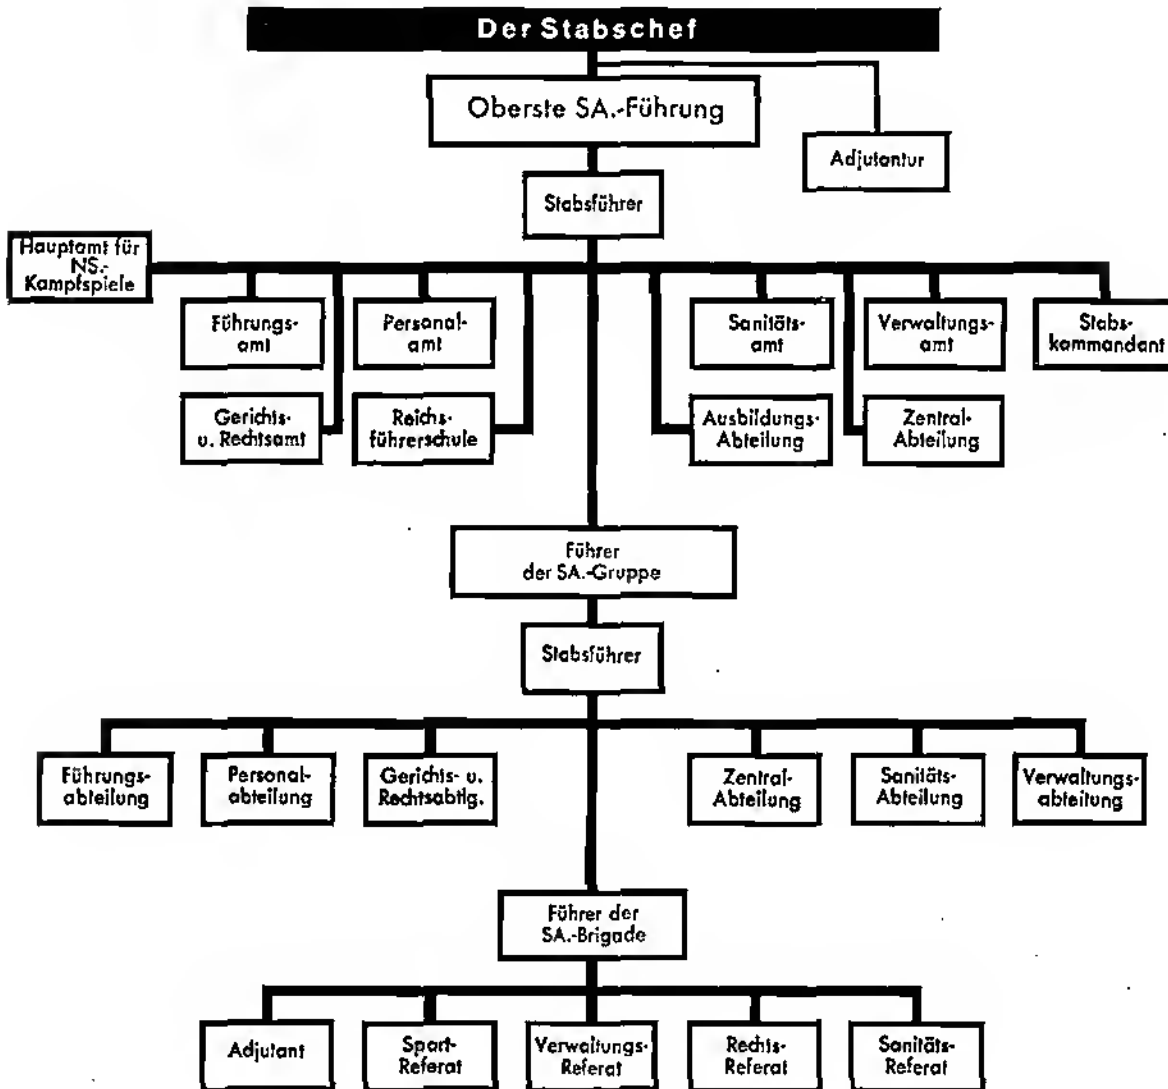 Der Stabschef
Oberste SA.-Führung
Adjutantur
Stabsführer
Hauptamt für
NS.-
Kampfspiele
Führungs-
amt
Personal-
amt
Sanitäts-
amt
Verwaltungs-
amt
Stabs-
kommandant
Gerichts-
u. Rechtsamt
Reichs-
führerschule
Ausbildungs-
Abteilung
Zentral-
Abteilung
Führer
der SA.-Gruppe
Stabsführer
Führungs-
abteilung
Personal-
abteilung
Gerichts- u.
Rechtsabtlg.
Zentral-
Abteilung
Sanitäts-
Abteilung
Verwaltungs-
abteilung
Führer der
SA.-Brigade
Adjutant
Sport-
Referat
Verwaltungs-
Referat
Rechts-
Referat
Sanitäts-
Referat